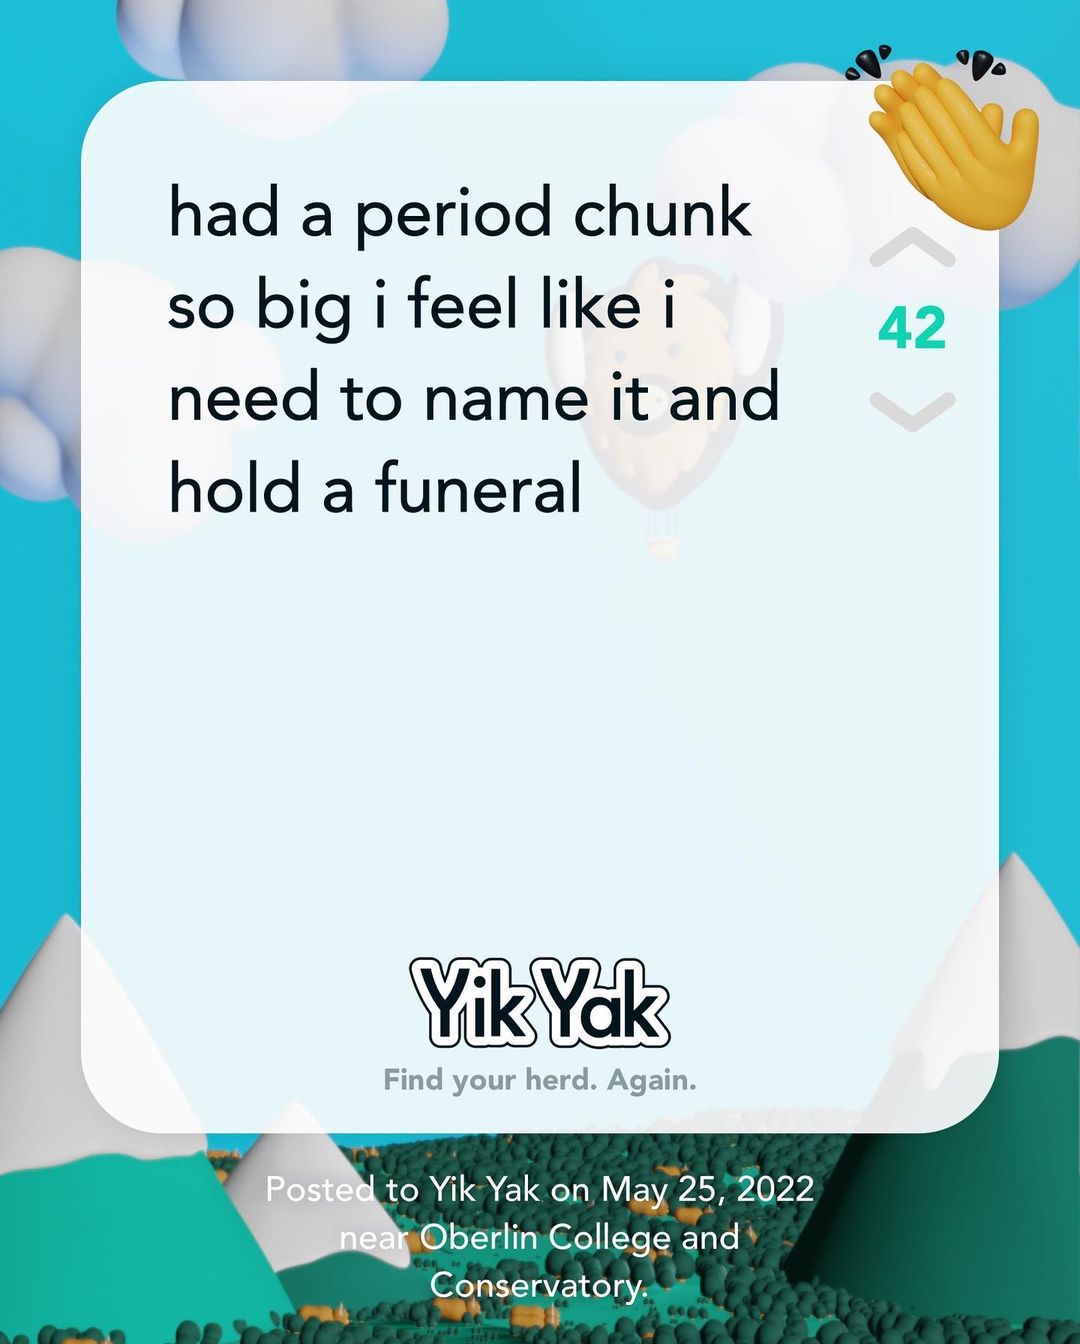 had a period chunk
so big i feel like i
need to name it and
hold a funeral
42
Yik Yak
Find your herd. Again.
Posted to Yik Yak on May 25, 2022
near Oberlin College and
Conservatory.